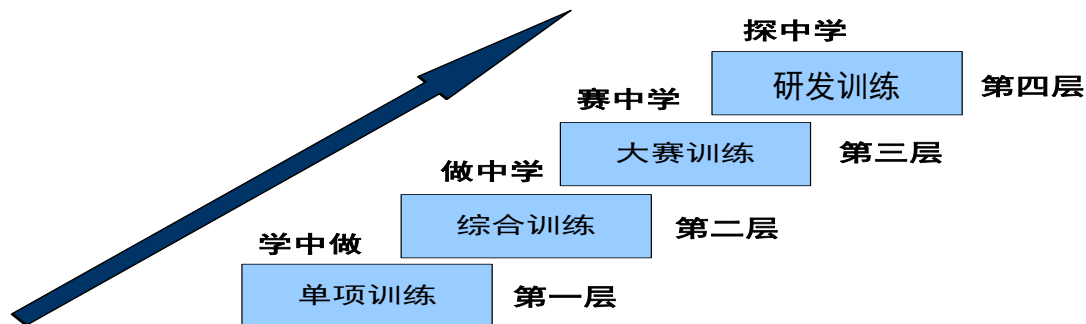 探中学
研发训练 第四层
赛中学
大赛训练 第三层
做中学
综合训练 第二层
学中做
单项训练 第一层